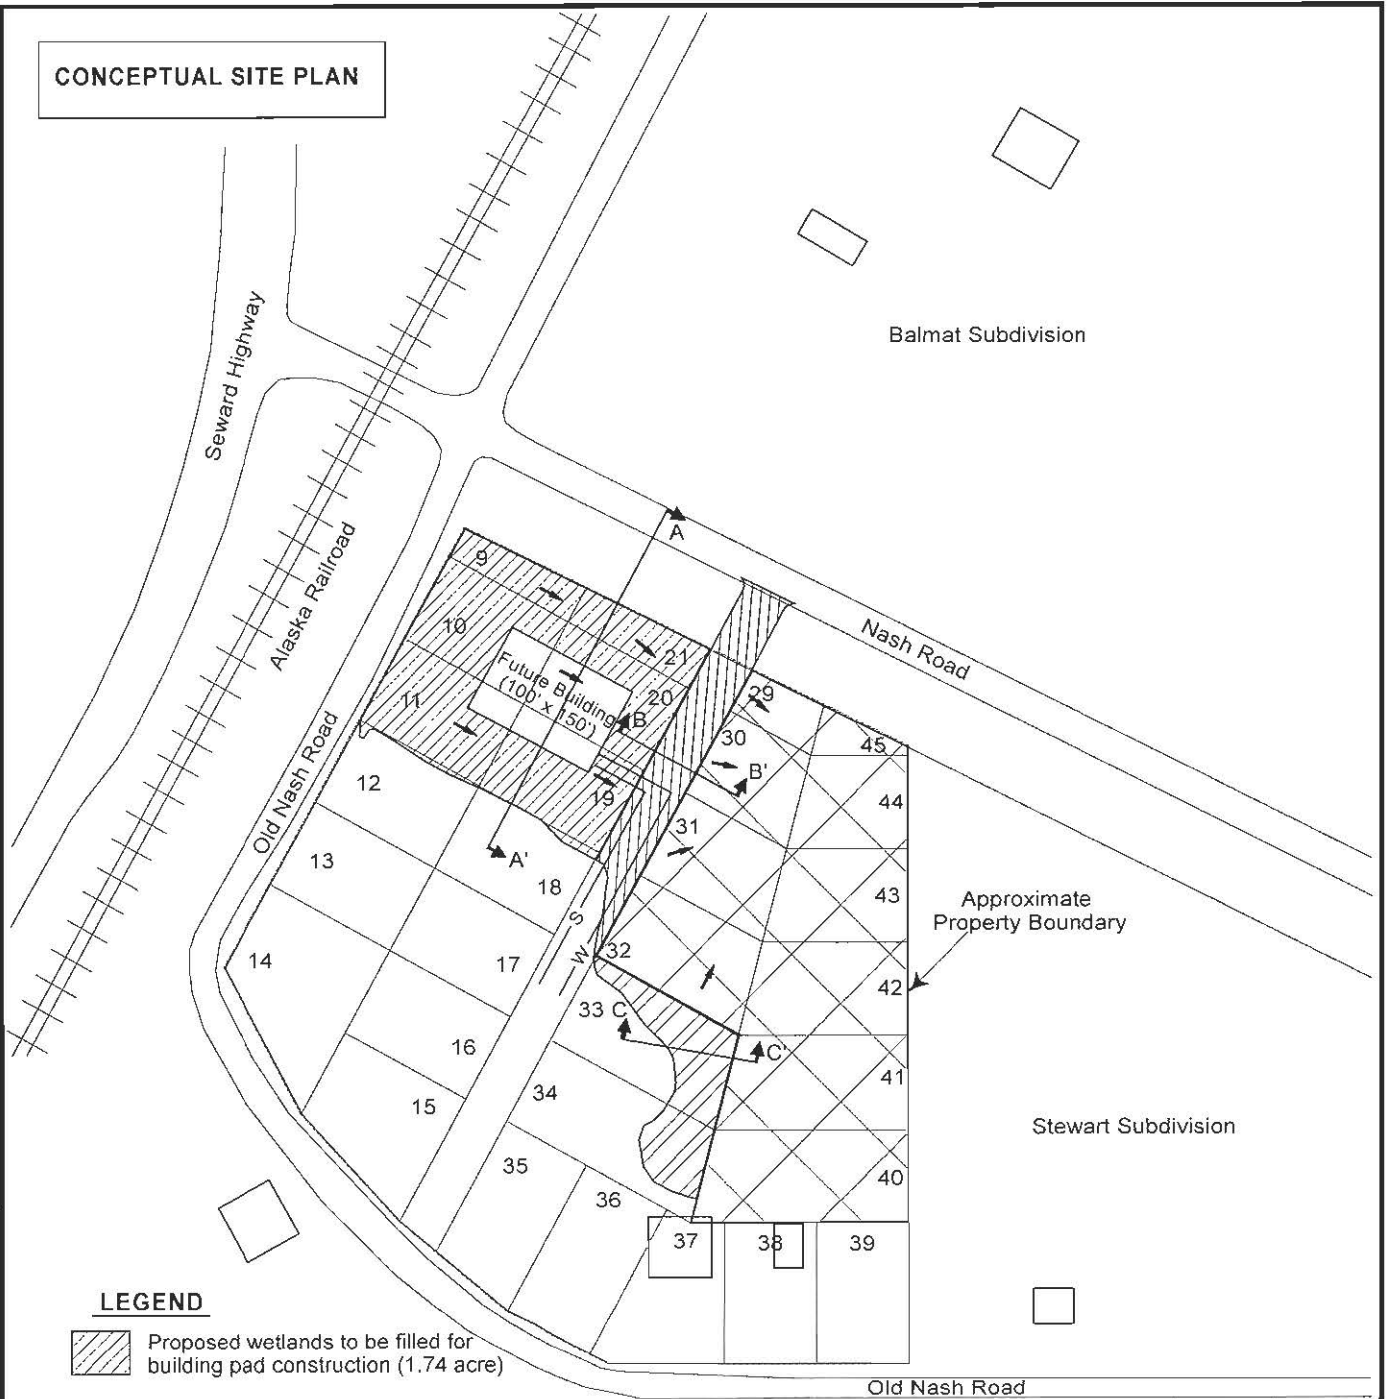 CONCEPTUAL SITE PLAN
Balmat Subdivision
Seward Highway
Alaska Railroad
A
Nash Road
9
10
11
21
20
19
Future Building
(100' x 150')
B
29
30
B'
45
44
31
43
Old Nash Road
12
13
14
A'
18
17
16
15
S
W
32
33
C
C'
Approximate
Property Boundary
42
41
40
34
35
36
37
38
39
Stewart Subdivision
LEGEND
Proposed wetlands to be filled for
building pad construction (1.74 acre)
Old Nash Road